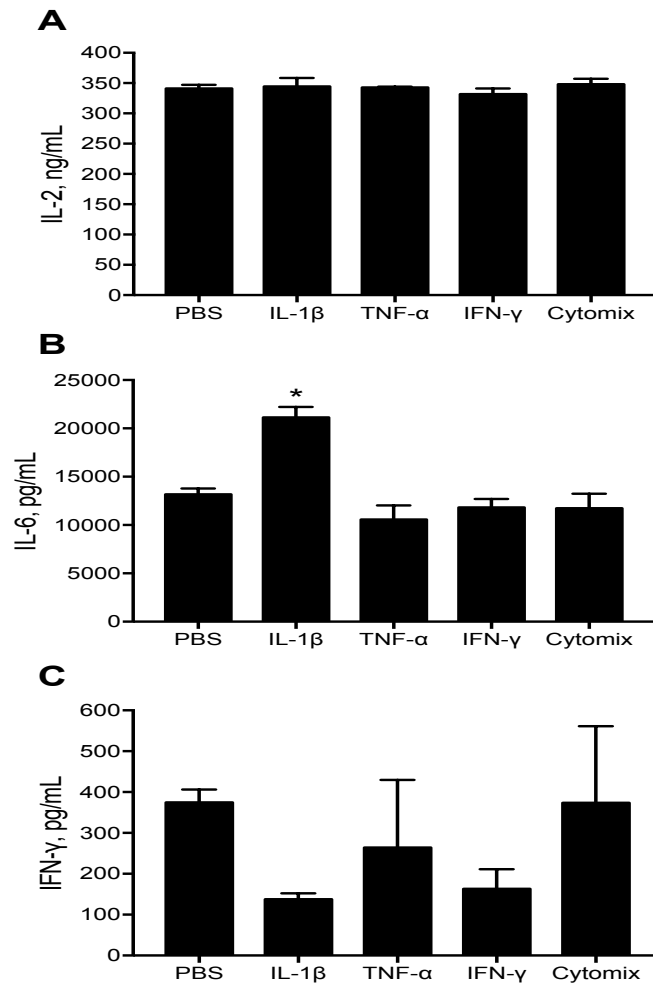 A
IL-2, ng/mL
400
350
300
250
200
150
100
50
0
PBS IL-1β TNF-α IFN-γ Cytomix
B
IL-6, pg/mL
25000
20000
15000
10000
5000
0
*
PBS IL-1β TNF-α IFN-γ Cytomix
C
IFN-γ, pg/mL
600
500
400
300
200
100
0
PBS IL-1β TNF-α IFN-γ Cytomix